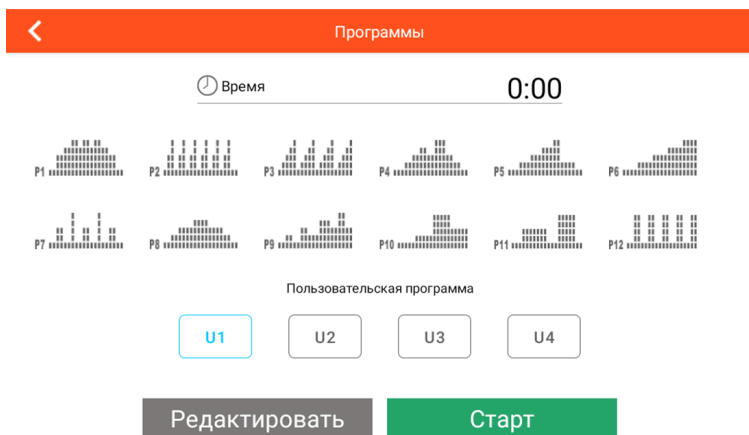 Программы
Время 0:00
P1 P2 P3 P4 P5 P6
P7 P8 P9 P10 P11 P12
Пользовательская программа
U1 U2 U3 U4
Редактировать Старт